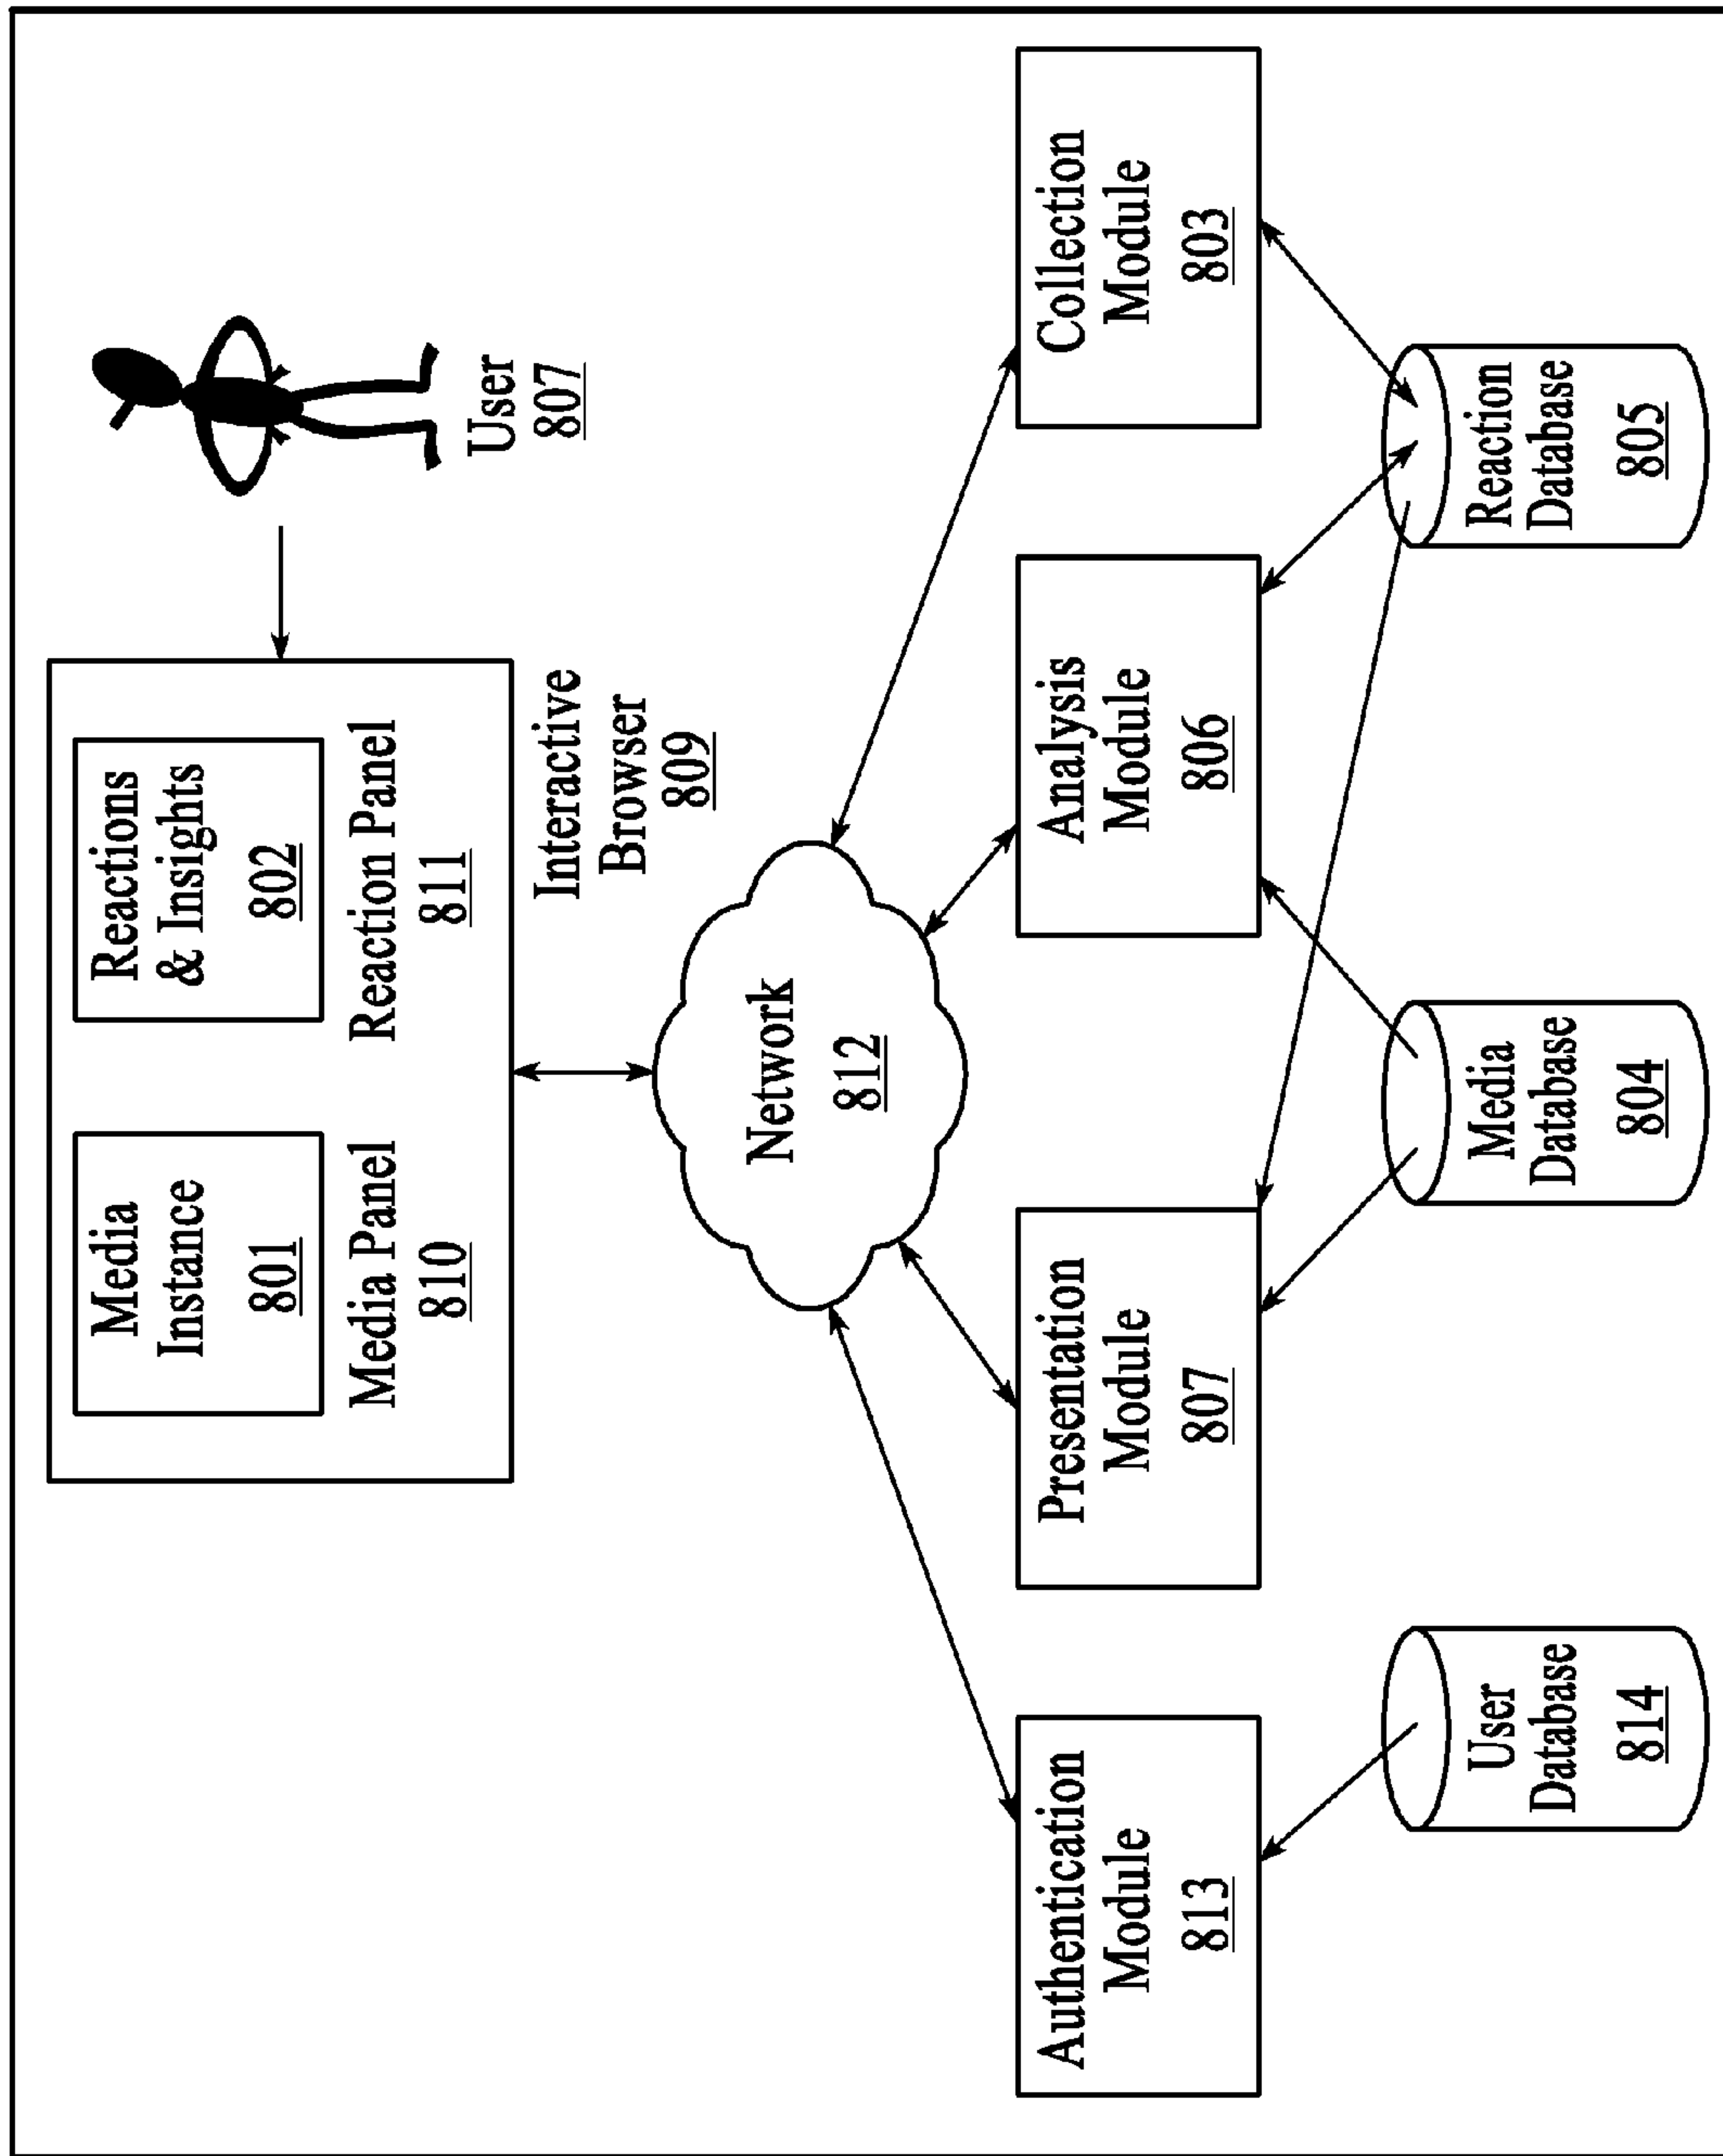 Media
Instance
801
Media Panel
810
Reactions
& Insights
802
Reaction Panel
811
User
807
Interactive
Browser
809
Network
812
Authentication
Module
813
Presentation
Module
807
Analysis
Module
806
Collection
Module
803
User
Database
814
Media
Database
804
Reaction
Database
805